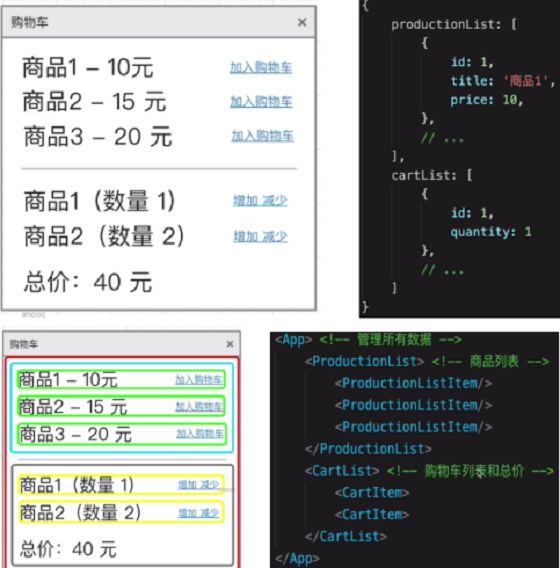 购物车 ×
商品1 – 10元 加入购物车
商品2 – 15 元 加入购物车
商品3 – 20 元 加入购物车
商品1（数量 1） 增加 减少
商品2（数量 2） 增加 减少
总价：40 元
{
productionList: [
{
id: 1,
title: '商品1',
price: 10,
},
// ...
],
cartList: [
{
id: 1,
quantity: 1
},
// ...
]
}
购物车 ×
商品1 – 10元 加入购物车
商品2 – 15 元 加入购物车
商品3 – 20 元 加入购物车
商品1（数量 1） 增加 减少
商品2（数量 2） 增加 减少
总价：40 元
<App> <!-- 管理所有数据 -->
<ProductionList> <!-- 商品列表 -->
<ProductionListItem/>
<ProductionListItem/>
<ProductionListItem/>
</ProductionList>
<CartList> <!-- 购物车列表和总价 -->
<CartItem>
<CartItem>
</CartList>
</App>